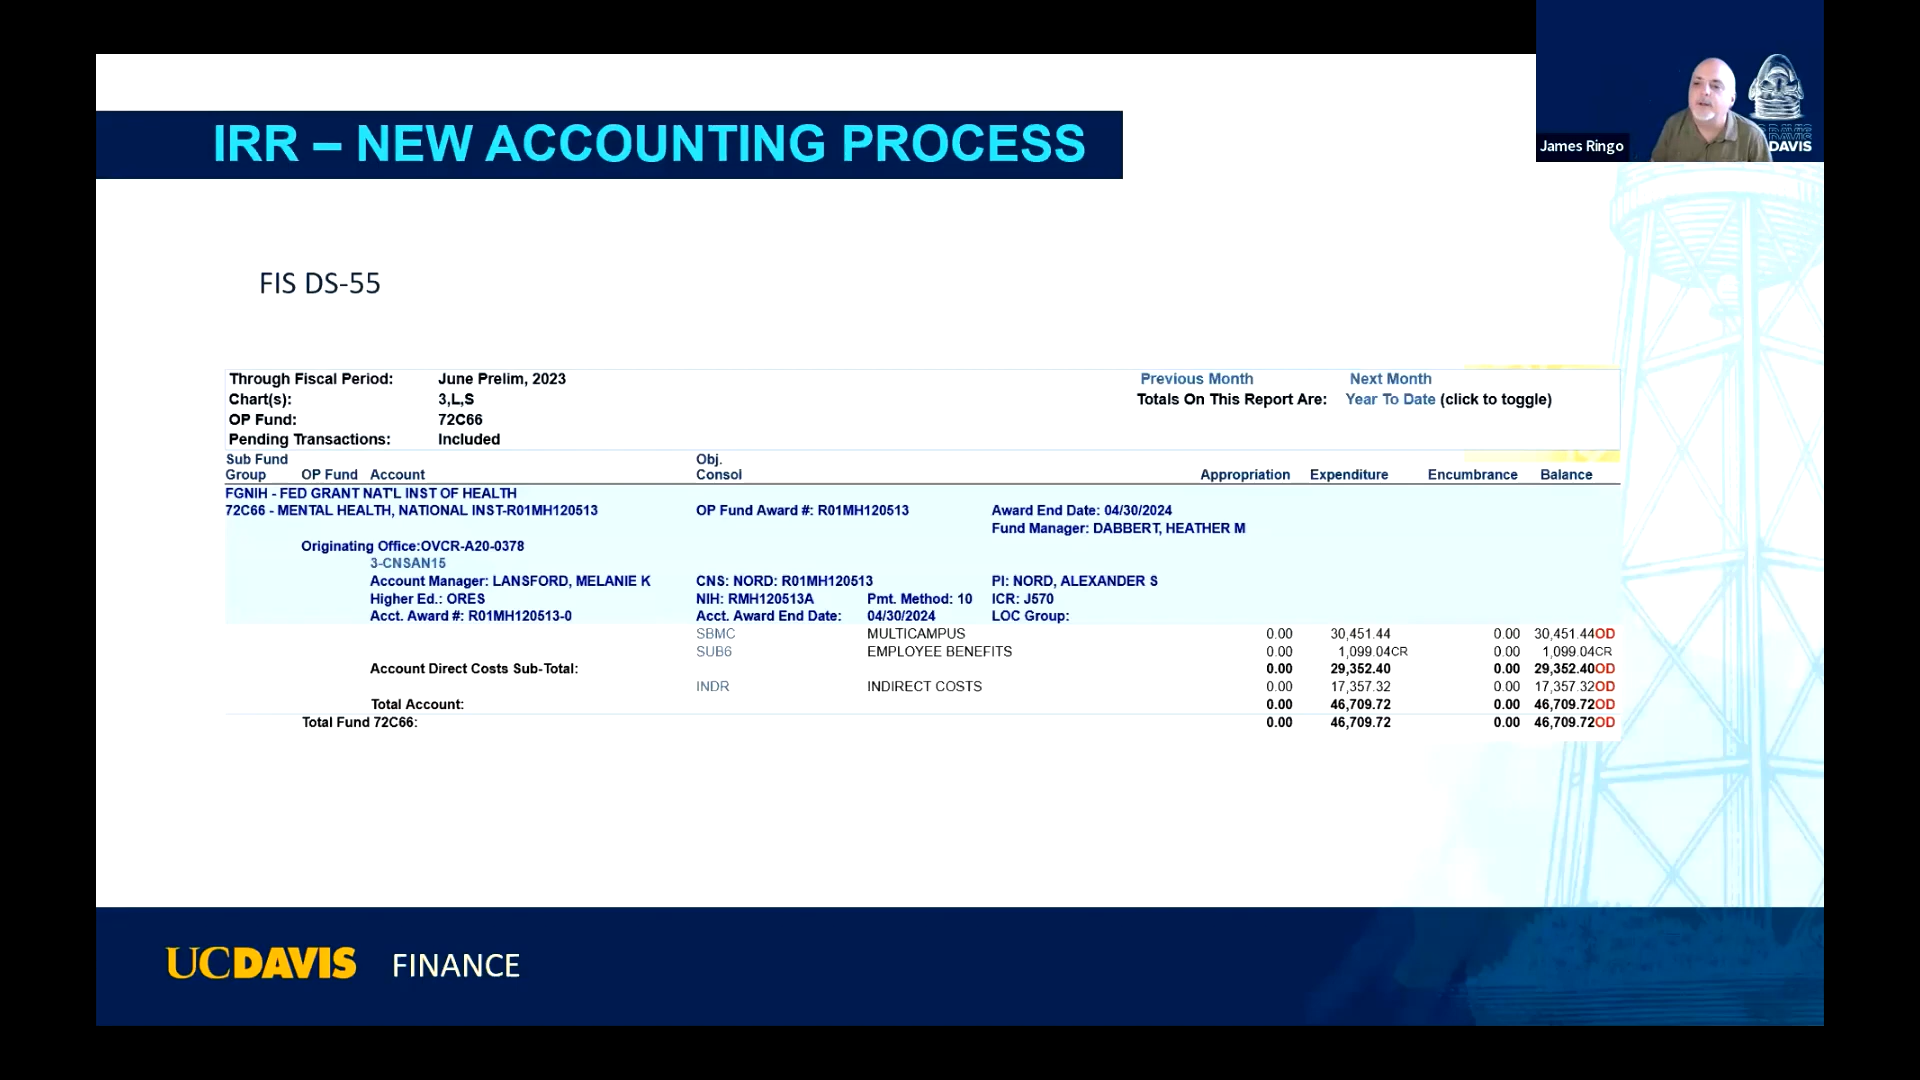 IRR – NEW ACCOUNTING PROCESS
James Ringo
DAVIS
FIS DS-55
Through Fiscal Period: June Prelim, 2023 Previous Month Next Month
Chart(s): 3,L,S Totals On This Report Are: Year To Date (click to toggle)
OP Fund: 72C66
Pending Transactions: Included
Sub Fund Obj.
Group OP Fund Account Consol Appropriation Expenditure Encumbrance Balance
FGNIH - FED GRANT NAT'L INST OF HEALTH
72C66 - MENTAL HEALTH, NATIONAL INST-R01MH120513 OP Fund Award #: R01MH120513 Award End Date: 04/30/2024
Fund Manager: DABBERT, HEATHER M
Originating Office:OVCR-A20-0378
3-CNSAN15
Account Manager: LANSFORD, MELANIE K CNS: NORD: R01MH120513 PI: NORD, ALEXANDER S
Higher Ed.: ORES NIH: RMH120513A Pmt. Method: 10 ICR: J570
Acct. Award #: R01MH120513-0 Acct. Award End Date: 04/30/2024 LOC Group:
SBMC MULTICAMPUS 0.00 30,451.44 0.00 30,451.44OD
SUB6 EMPLOYEE BENEFITS 0.00 1,099.04CR 0.00 1,099.04CR
Account Direct Costs Sub-Total: 0.00 29,352.40 0.00 29,352.40OD
INDR INDIRECT COSTS 0.00 17,357.32 0.00 17,357.32OD
Total Account: 0.00 46,709.72 0.00 46,709.72OD
Total Fund 72C66: 0.00 46,709.72 0.00 46,709.72OD
UCDAVIS FINANCE